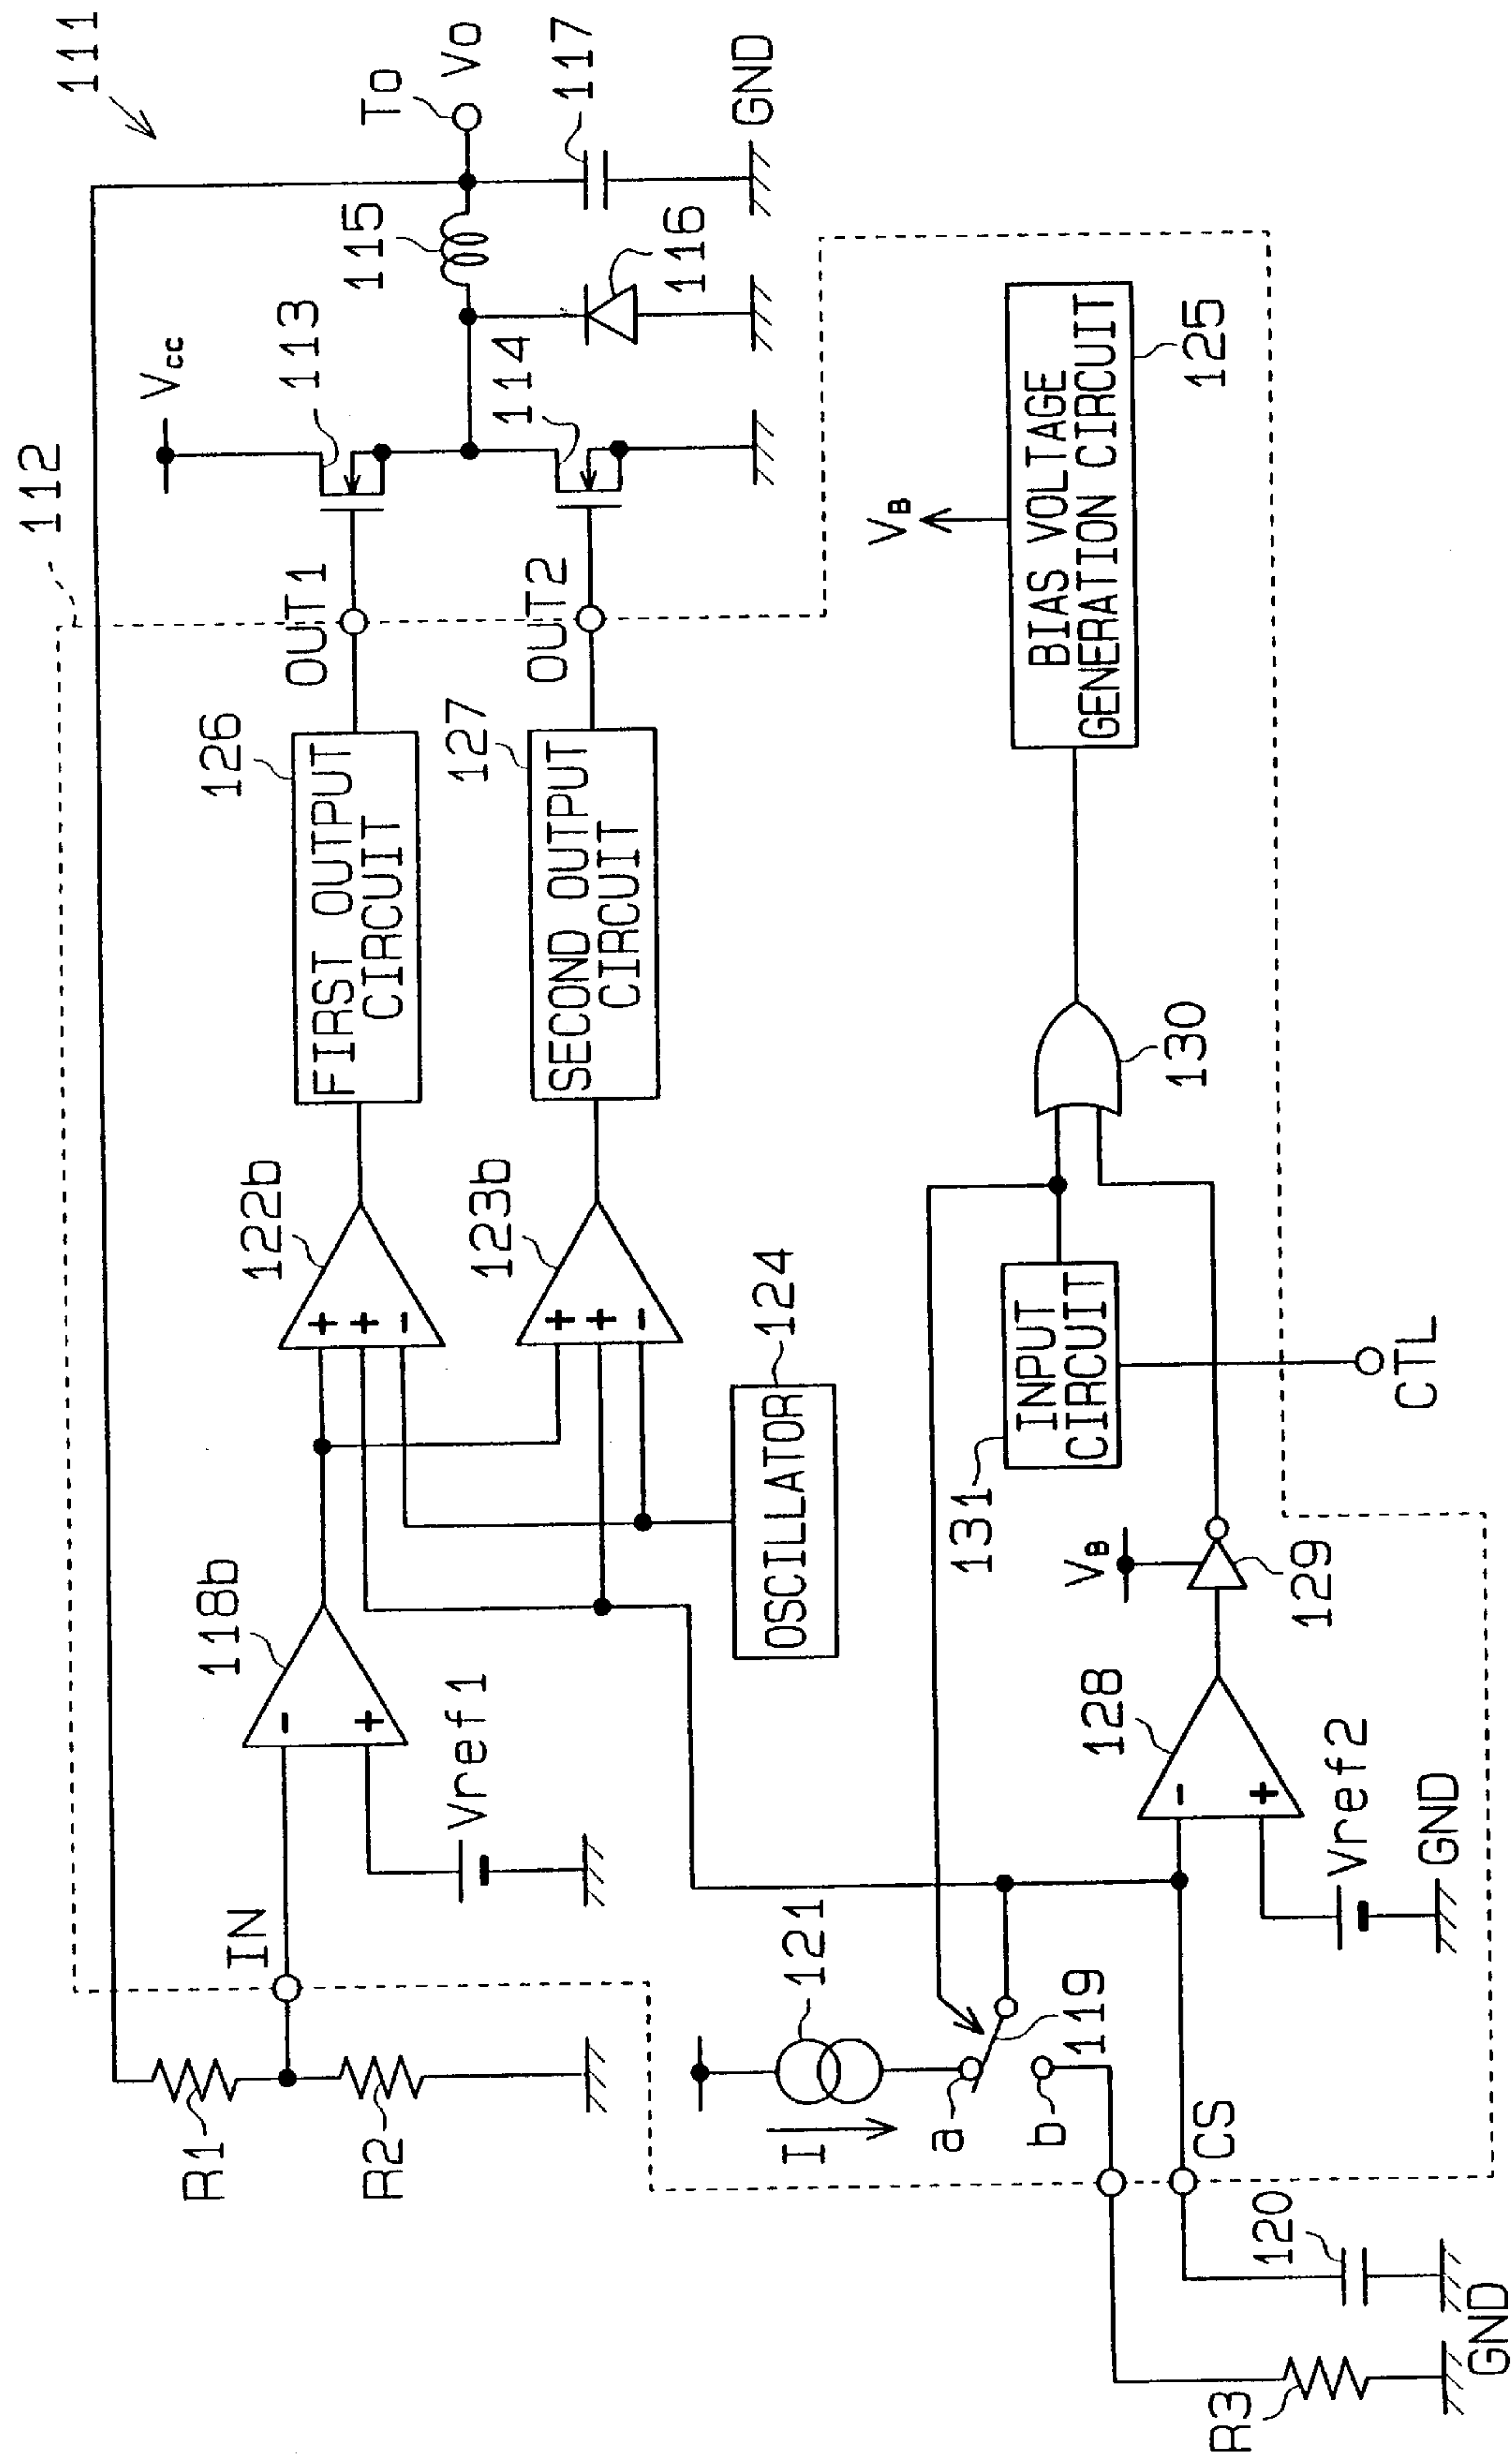 111
112
Vcc
To
Vo
113
115
117
114
116
GND
OUT1
OUT2
126
FIRST OUTPUT
CIRCUIT
127
SECOND OUTPUT
CIRCUIT
122b
+
+
-
123b
+
+
-
118b
-
+
Vref1
IN
R1
R2
OSCILLATOR
124
VB
BIAS VOLTAGE
GENERATION CIRCUIT
125
130
131
INPUT
CIRCUIT
CTL
VB
129
128
-
+
Vref2
GND
121
I
a
b
119
CS
120
R3
GND